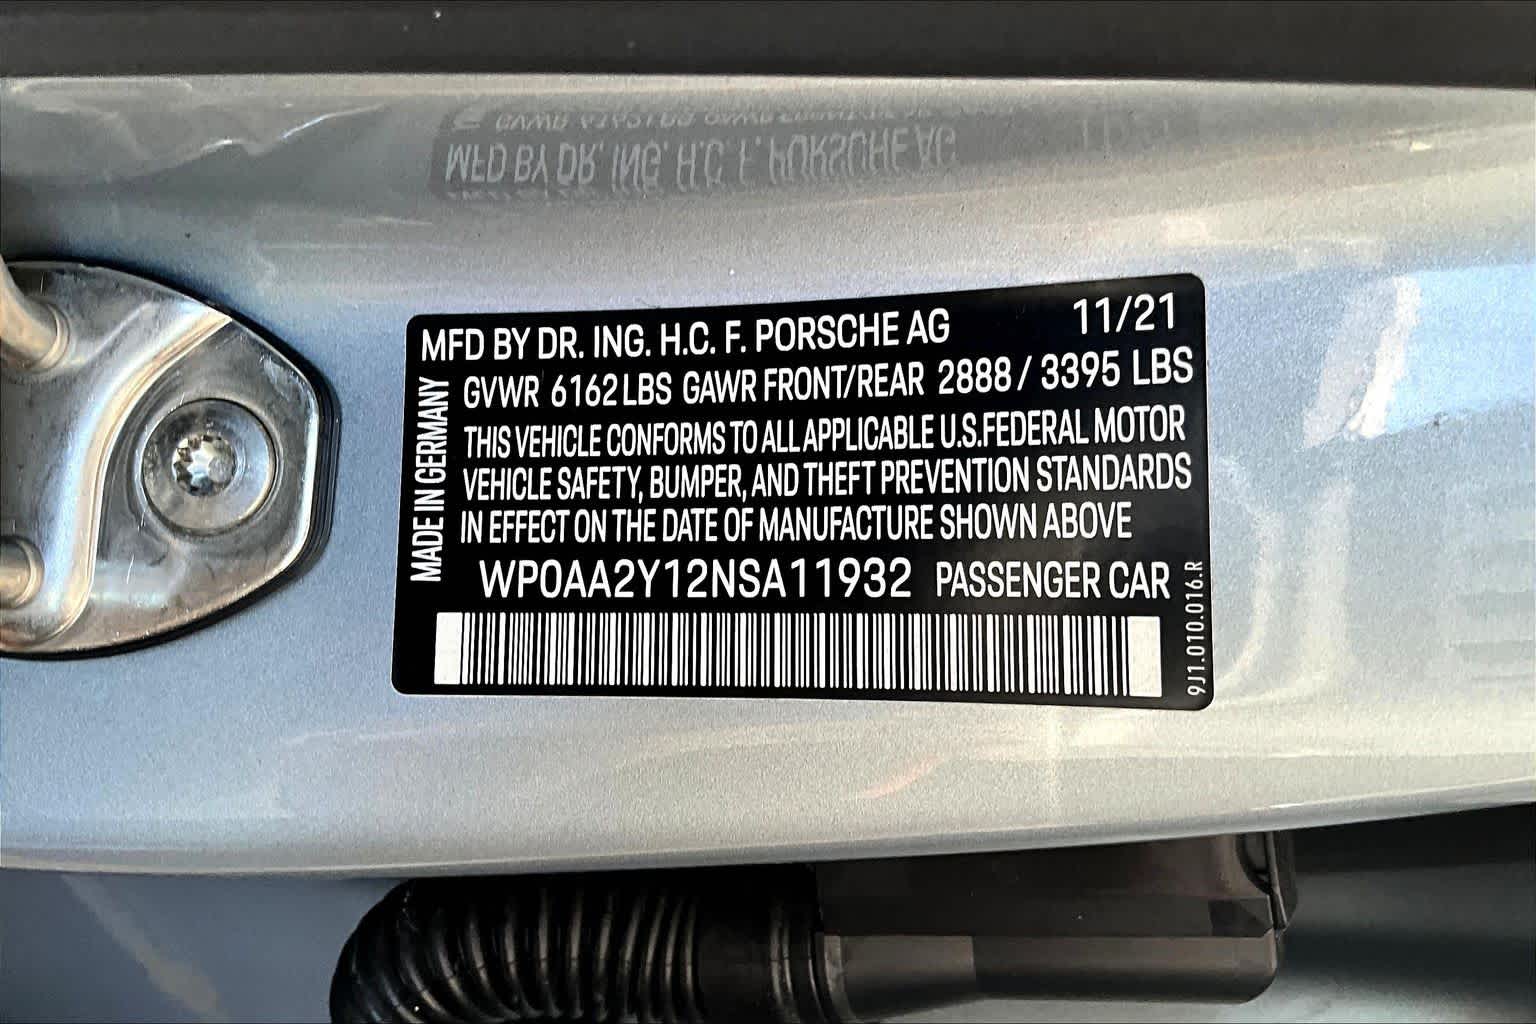 MFD BY DR. ING. H.C. F. PORSCHE AG 11/21
GVWR 6162 LBS GAWR FRONT/REAR 2888 / 3395 LBS
THIS VEHICLE CONFORMS TO ALL APPLICABLE U.S.FEDERAL MOTOR
VEHICLE SAFETY, BUMPER, AND THEFT PREVENTION STANDARDS
IN EFFECT ON THE DATE OF MANUFACTURE SHOWN ABOVE
WP0AA2Y12NSA11932 PASSENGER CAR
MADE IN GERMANY
9J1.010.016.R